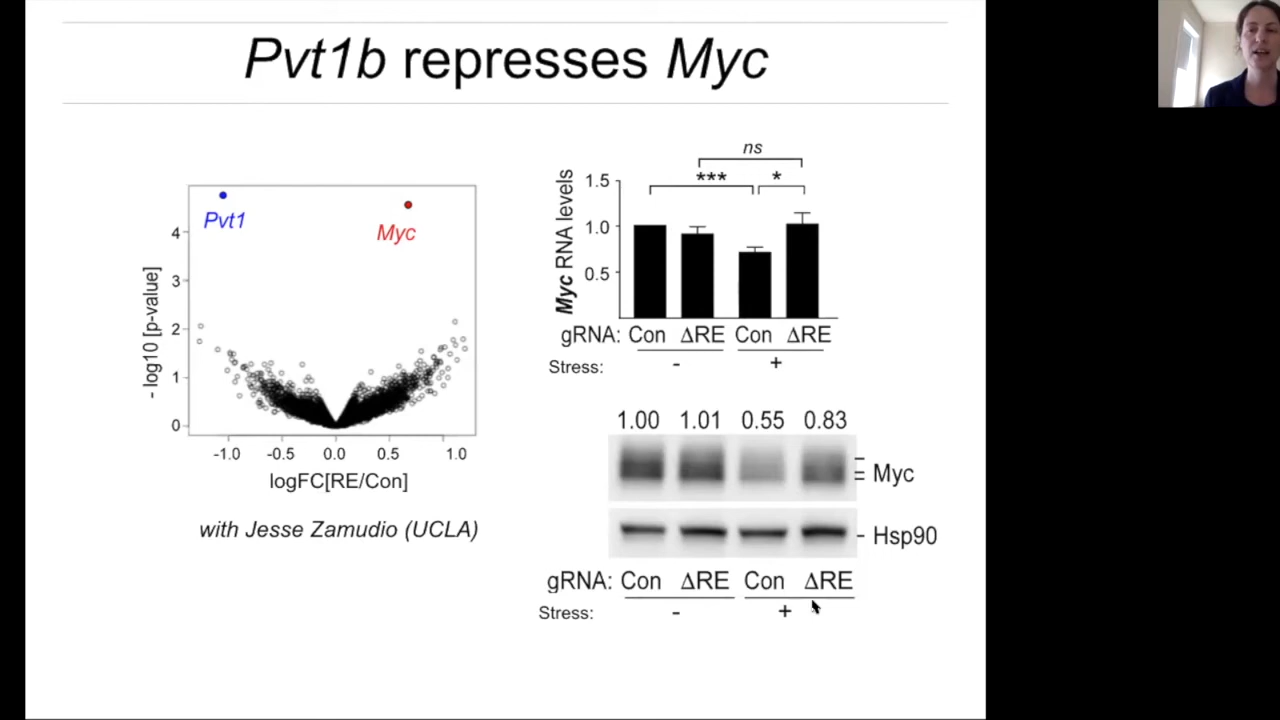 Pvt1b represses Myc
Pvt1
Myc
4
3
2
1
0
- log10 [p-value]
-1.0 -0.5 0.0 0.5 1.0
logFC[RE/Con]
with Jesse Zamudio (UCLA)
ns
*** *
1.5
1.0
0.5
Myc RNA levels
gRNA: Con ΔRE Con ΔRE
Stress: - +
1.00 1.01 0.55 0.83
Myc
Hsp90
gRNA: Con ΔRE Con ΔRE
Stress: - +